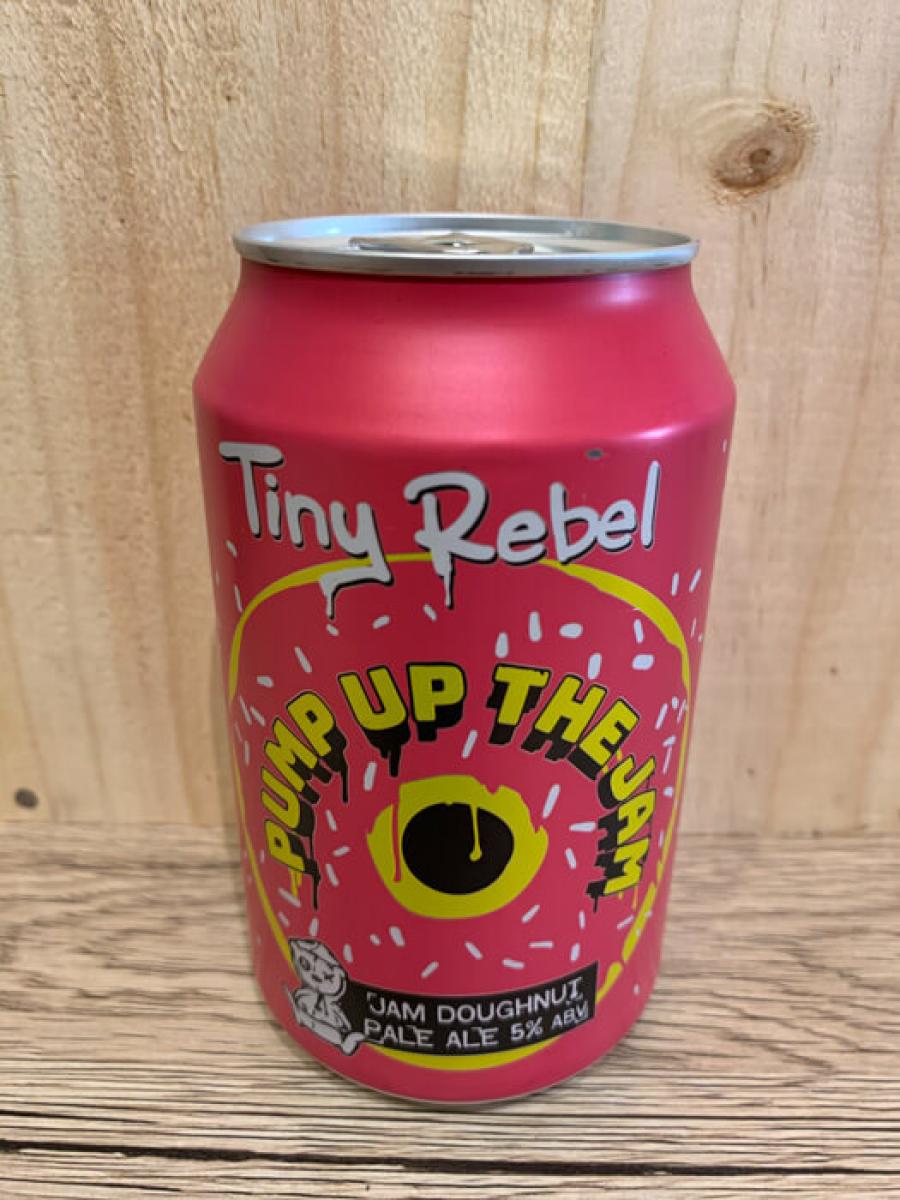 Tiny Rebel
PUMP UP THE JAM
JAM DOUGHNUT
PALE ALE 5% ABV